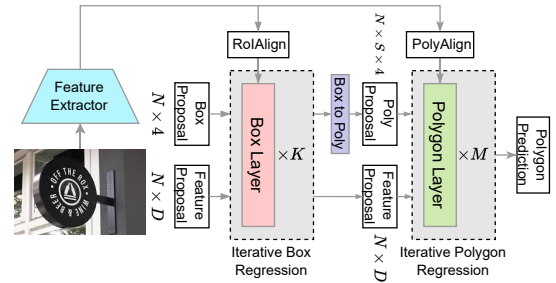 RoIAlign
PolyAlign
Feature
Extractor
N × 4
Box
Proposal
Box Layer
×K
Box to Poly
N × S × 4
Poly
Proposal
Polygon Layer
×M
Polygon
Prediction
OFF THE ROX
WINE & BEER
N × D
Feature
Proposal
Feature
Proposal
N × D
Iterative Box
Regression
Iterative Polygon
Regression